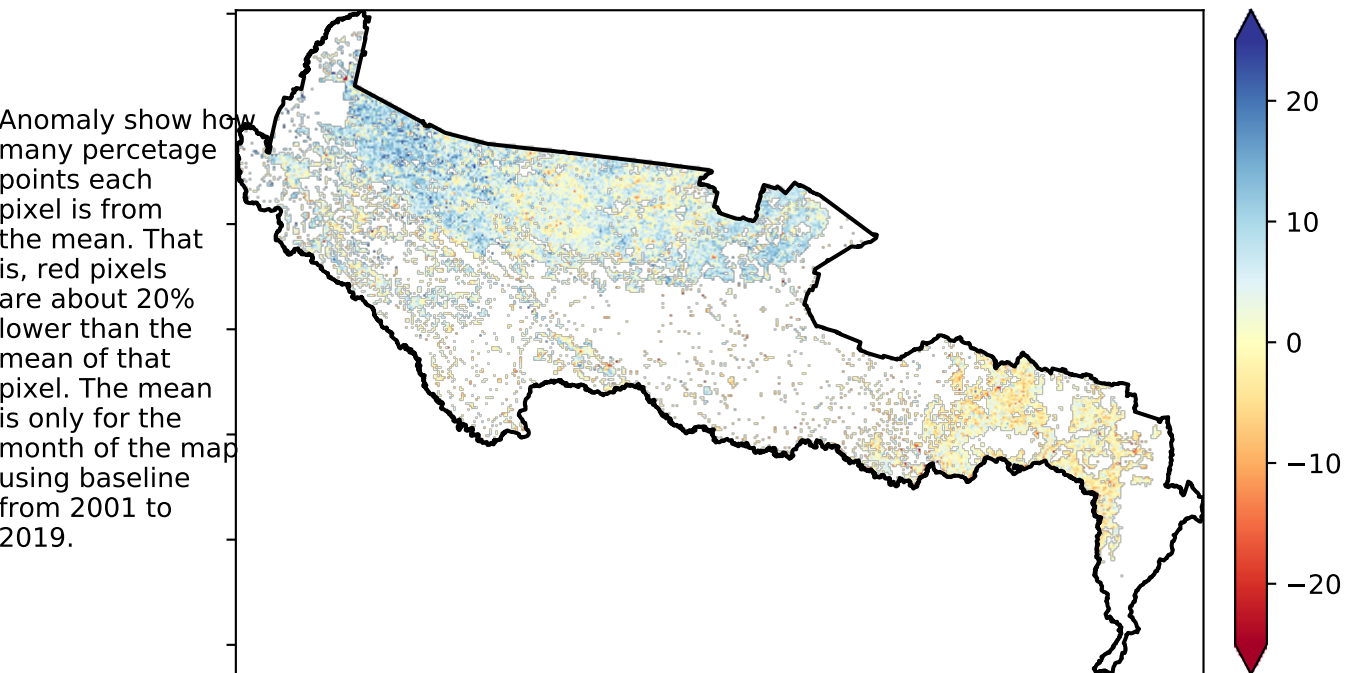 Anomaly show how
many percetage
points each
pixel is from
the mean. That
is, red pixels
are about 20%
lower than the
mean of that
pixel. The mean
is only for the
month of the map
using baseline
from 2001 to
2019.
20
10
0
−10
−20